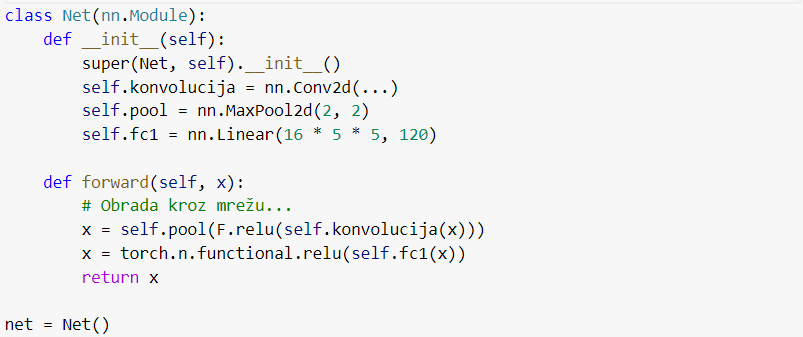 class Net(nn.Module):
    def __init__(self):
        super(Net, self).__init__()
        self.konvolucija = nn.Conv2d(...)
        self.pool = nn.MaxPool2d(2, 2)
        self.fc1 = nn.Linear(16 * 5 * 5, 120)

    def forward(self, x):
        # Obrada kroz mrežu...
        x = self.pool(F.relu(self.konvolucija(x)))
        x = torch.n.functional.relu(self.fc1(x))
        return x

net = Net()